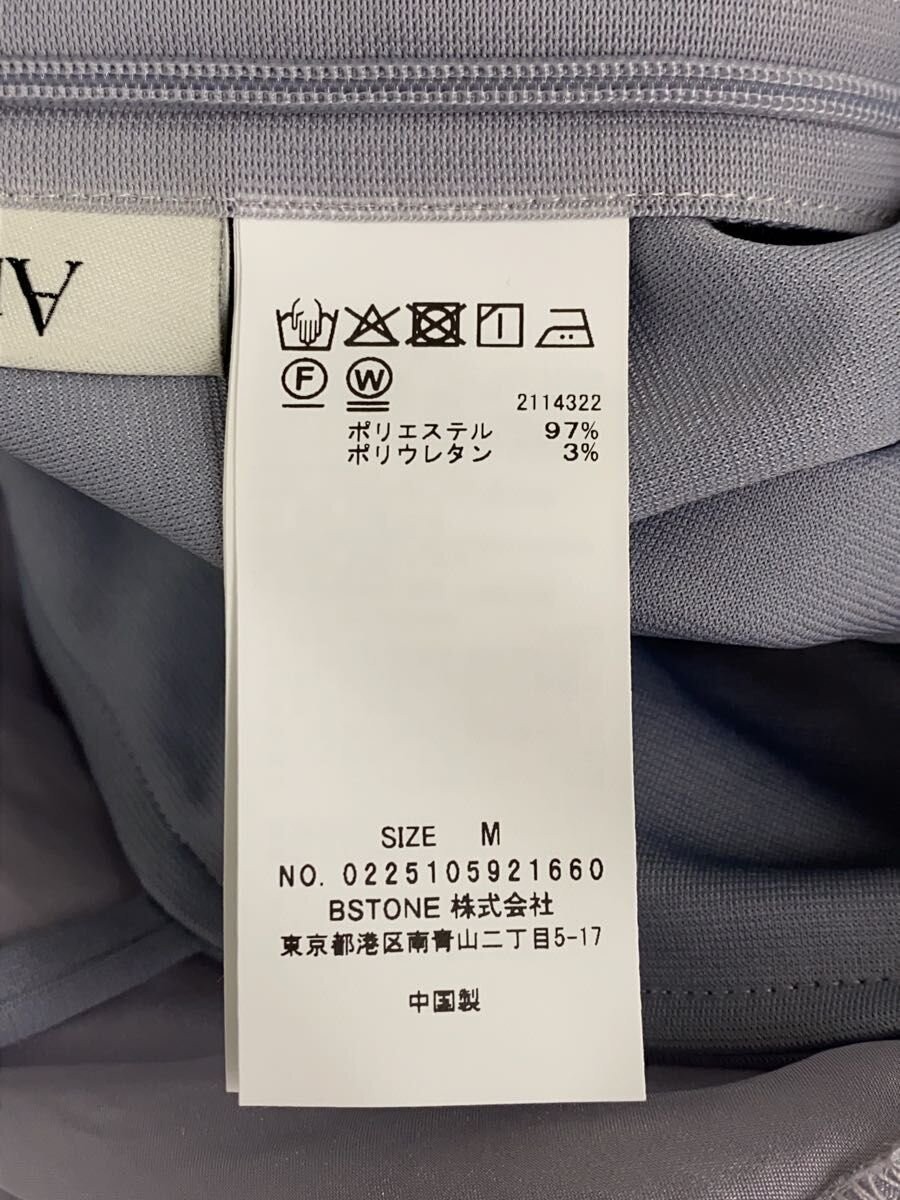 F W
2114322
ポリエステル 97%
ポリウレタン 3%
SIZE M
NO. 0225105921660
BSTONE 株式会社
東京都港区南青山二丁目5-17
中国製